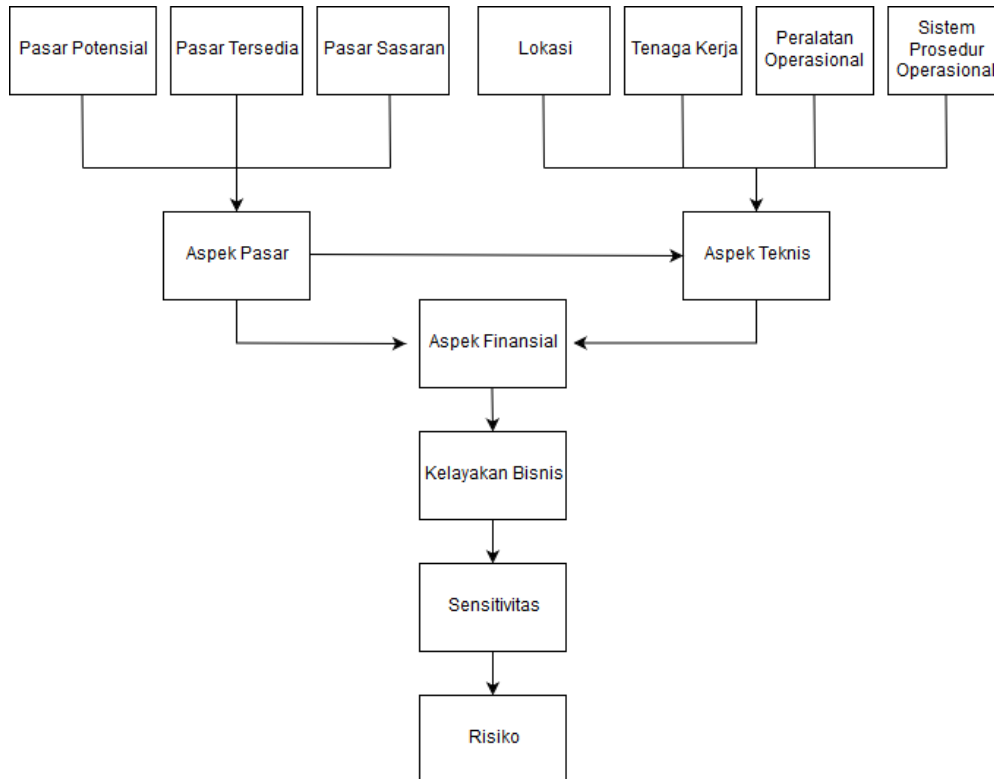 Pasar Potensial
Pasar Tersedia
Pasar Sasaran
Lokasi
Tenaga Kerja
Peralatan
Operasional
Sistem
Prosedur
Operasional
Aspek Pasar
Aspek Teknis
Aspek Finansial
Kelayakan Bisnis
Sensitivitas
Risiko